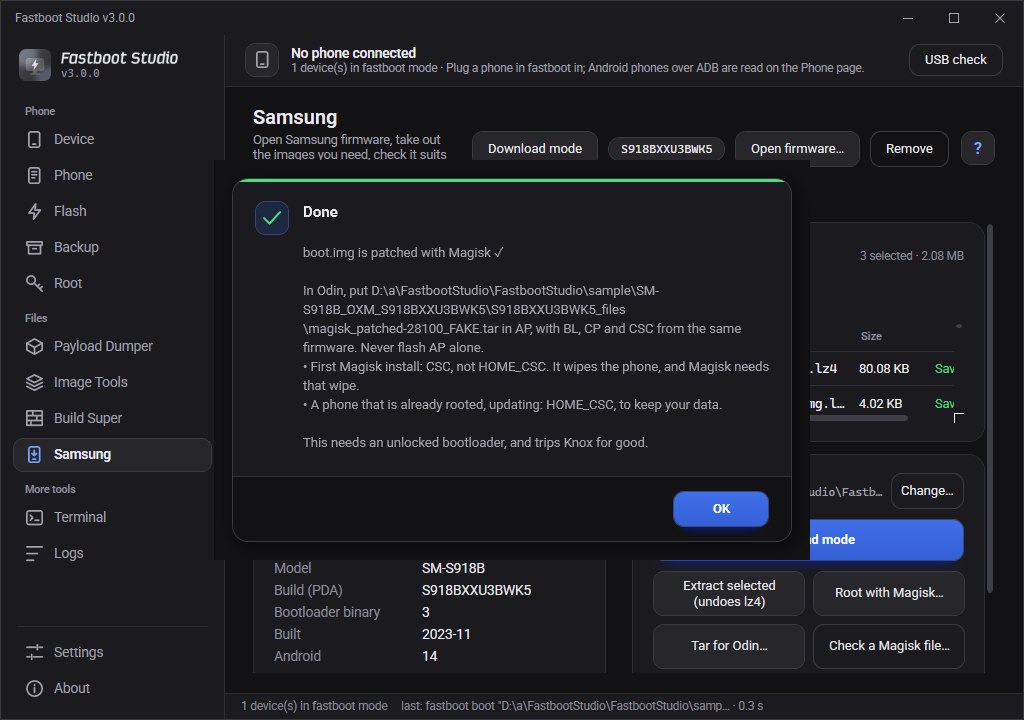 Fastboot Studio v3.0.0
Fastboot Studio
v3.0.0
Phone
Device
Phone
Flash
Backup
Root
Files
Payload Dumper
Image Tools
Build Super
Samsung
More tools
Terminal
Logs
Settings
About
No phone connected
1 device(s) in fastboot mode · Plug a phone in fastboot in; Android phones over ADB are read on the Phone page.
USB check
Samsung
Open Samsung firmware, take out
the images you need, check it suits
Download mode
S918BXXU3BWK5
Open firmware…
Remove
?
3 selected · 2.08 MB
Size
.lz4 80.08 KB Sav
mg.l… 4.02 KB Sav
Done
boot.img is patched with Magisk ✓
In Odin, put D:\a\FastbootStudio\FastbootStudio\sample\SM-
S918B_OXM_S918BXXU3BWK5\S918BXXU3BWK5_files
\magisk_patched-28100_FAKE.tar in AP, with BL, CP and CSC from the same
firmware. Never flash AP alone.
• First Magisk install: CSC, not HOME_CSC. It wipes the phone, and Magisk needs
that wipe.
• A phone that is already rooted, updating: HOME_CSC, to keep your data.
This needs an unlocked bootloader, and trips Knox for good.
OK
udio\Fastb…
Change…
d mode
Model SM-S918B
Build (PDA) S918BXXU3BWK5
Bootloader binary 3
Built 2023-11
Android 14
Extract selected
(undoes lz4)
Root with Magisk…
Tar for Odin…
Check a Magisk file…
1 device(s) in fastboot mode last: fastboot boot "D:\a\FastbootStudio\FastbootStudio\samp… · 0.3 s